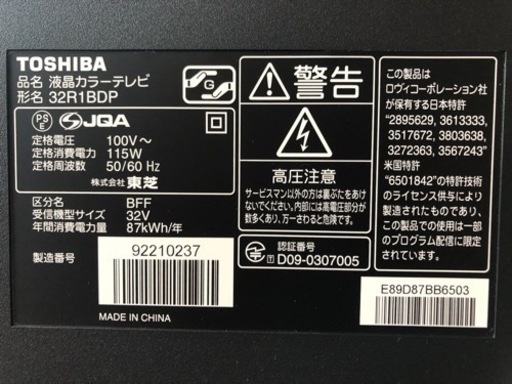 TOSHIBA
品名 液晶カラーテレビ
形名 32R1BDP
PS
E
JQA
定格電圧 100V～
定格消費電力 115W
定格周波数 50/60 Hz
株式会社 東芝
区分名 BFF
受信機型サイズ 32V
年間消費電力量 87kWh/年
製造番号
92210237
MADE IN CHINA
G
警告
高圧注意
サービスマン以外の方は裏ぶたをあけ
ないでください。内部には高電圧部分が
数多くあり、万一さわると危険です。
認証番号
T D09-0307005
この製品は
ロヴィコーポレーション社
が保有する日本特許
"2895629, 3613333,
3517672, 3803638,
3272363, 3567243"
米国特許
"6501842"の特許技術
のライセンス供与により
製造されました。
この製品での使用は一部
のプログラム配信に限定
されています。
E89D87BB6503